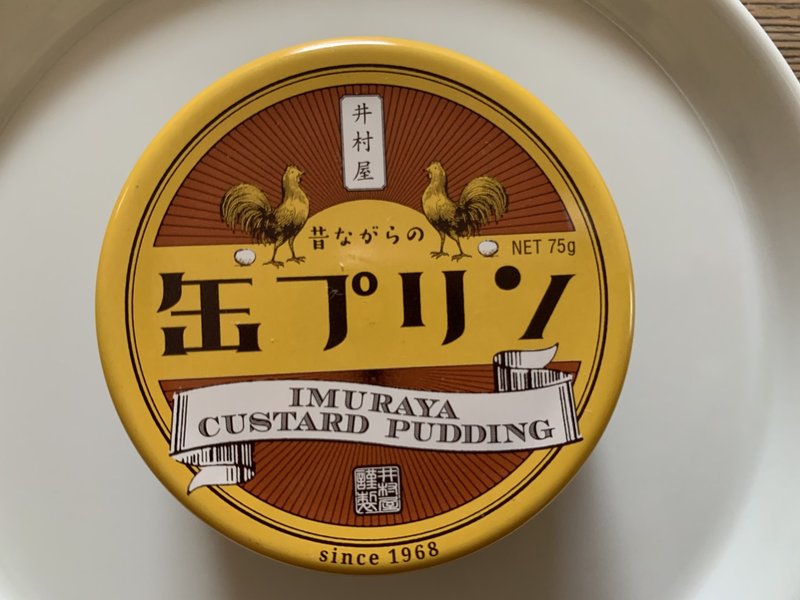 井村屋
昔ながらの
NET 75g
缶プリン
IMURAYA
CUSTARD PUDDING
井村屋
謹製
since 1968